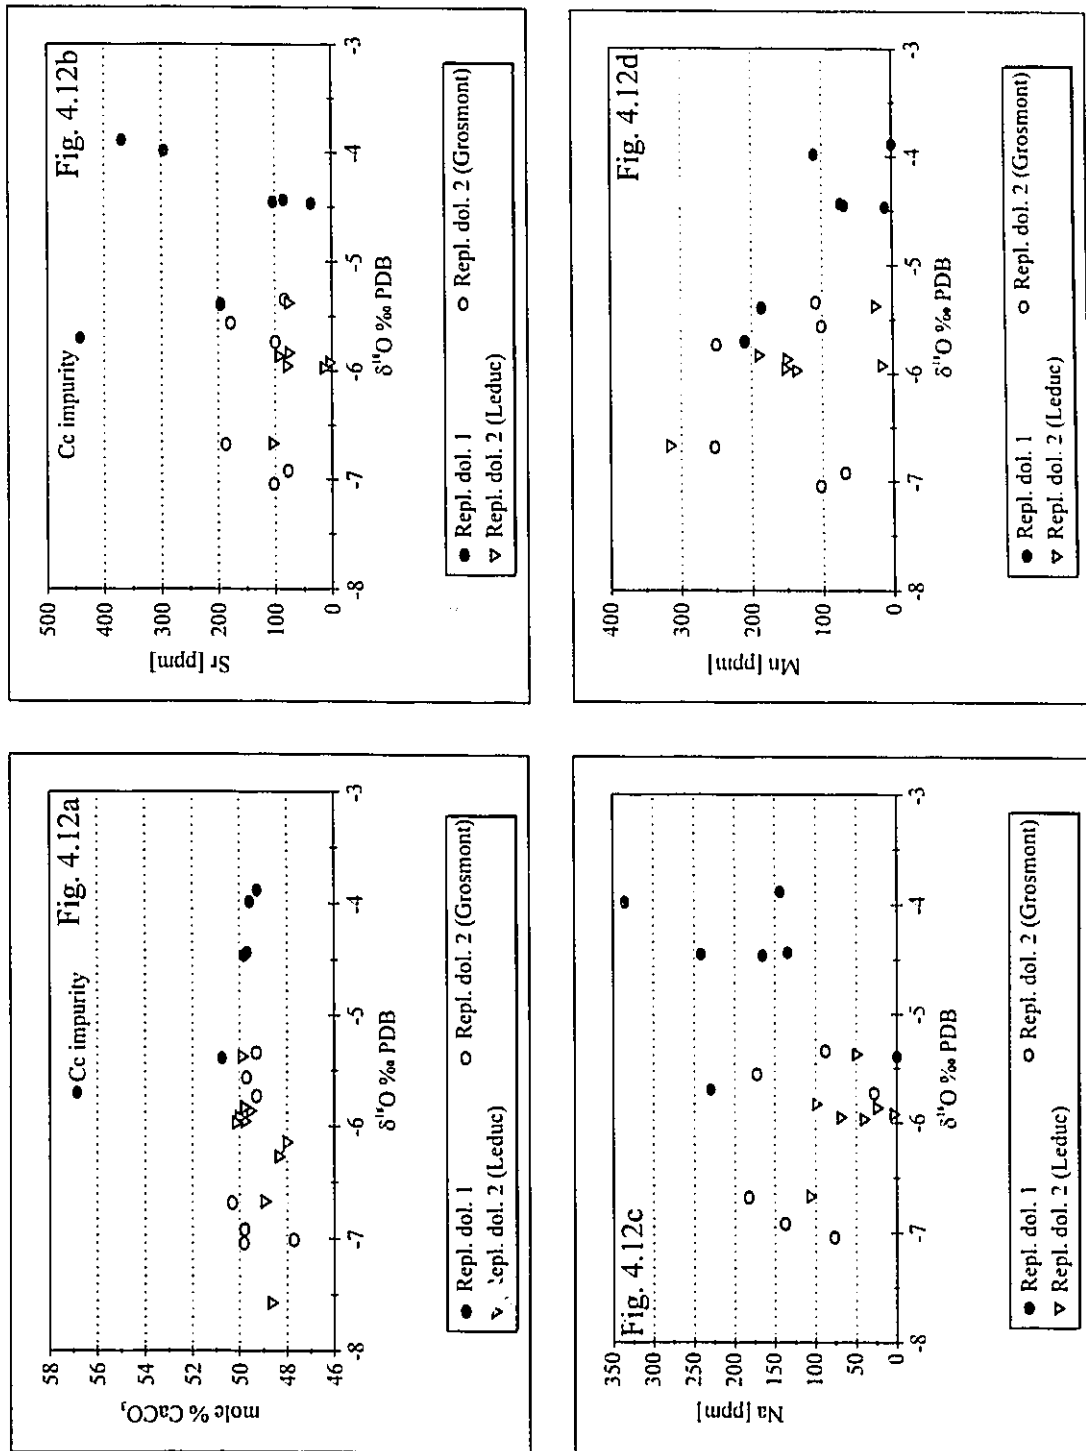 Fig. 4.12a
mole % CaCO₃
58
56
54
52
50
48
46
Cc impurity
-8
-7
-6
-5
-4
-3
δ¹⁸O ‰ PDB
● Repl. dol. 1
○ Repl. dol. 2 (Grosmont)
▽ epl. dol. 2 (Leduc)
Fig. 4.12b
Sr [ppm]
500
400
300
200
100
0
Cc impurity
-8
-7
-6
-5
-4
-3
δ¹⁸O ‰ PDB
● Repl. dol. 1
○ Repl. dol. 2 (Grosmont)
▽ Repl. dol. 2 (Leduc)
Fig. 4.12c
Na [ppm]
350
300
250
200
150
100
50
0
-8
-7
-6
-5
-4
-3
δ¹⁸O ‰ PDB
● Repl. dol. 1
○ Repl. dol. 2 (Grosmont)
▽ Repl. dol. 2 (Leduc)
Fig. 4.12d
Mn [ppm]
400
300
200
100
0
-8
-7
-6
-5
-4
-3
δ¹⁸O ‰ PDB
● Repl. dol. 1
○ Repl. dol. 2 (Grosmont)
▽ Repl. dol. 2 (Leduc)